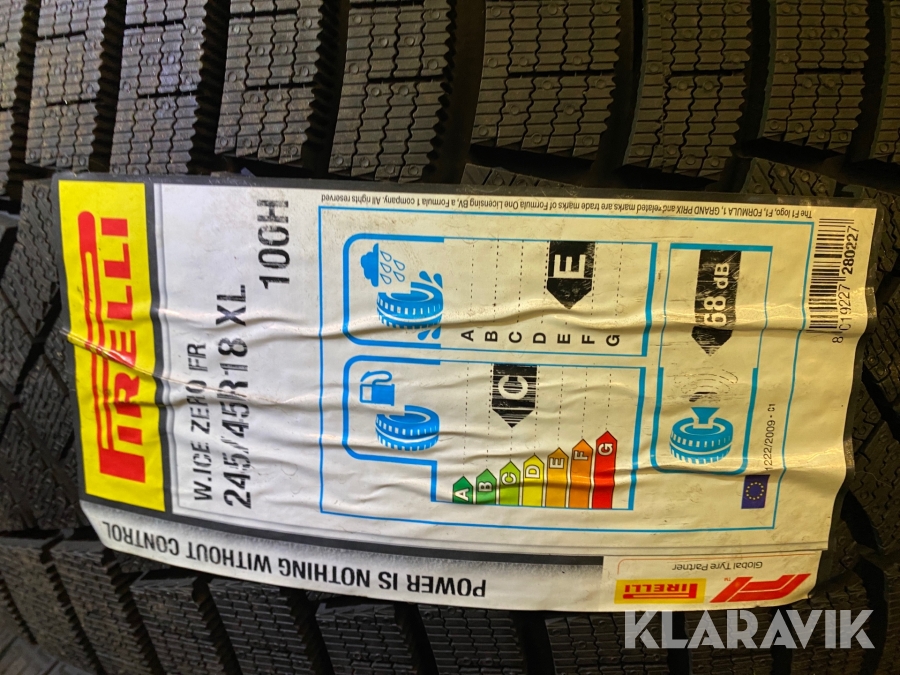 PIRELLI
W.ICE ZERO FR
245/45R18 XL
100H
A
B
C
D
E
F
G
C
A
B
C
D
E
F
G
E
68 dB
1222/2009 - C1
8 019227 280227
The F1 logo, F1, FORMULA 1, GRAND PRIX and related marks are trade marks of Formula One Licensing BV, a Formula 1 company. All rights reserved
POWER IS NOTHING WITHOUT CONTROL
Global Tyre Partner
PIRELLI
F1
TM
KLARAVIK